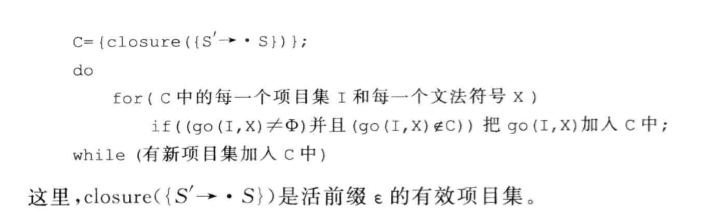 C={closure({S′→·S})};
do
for(C中的每一个项目集I和每一个文法符号X)
if((go(I,X)≠Φ)并且(go(I,X)∉C)) 把go(I,X)加入C中;
while (有新项目集加入C中)
这里,closure({S′→·S})是活前缀ε的有效项目集。